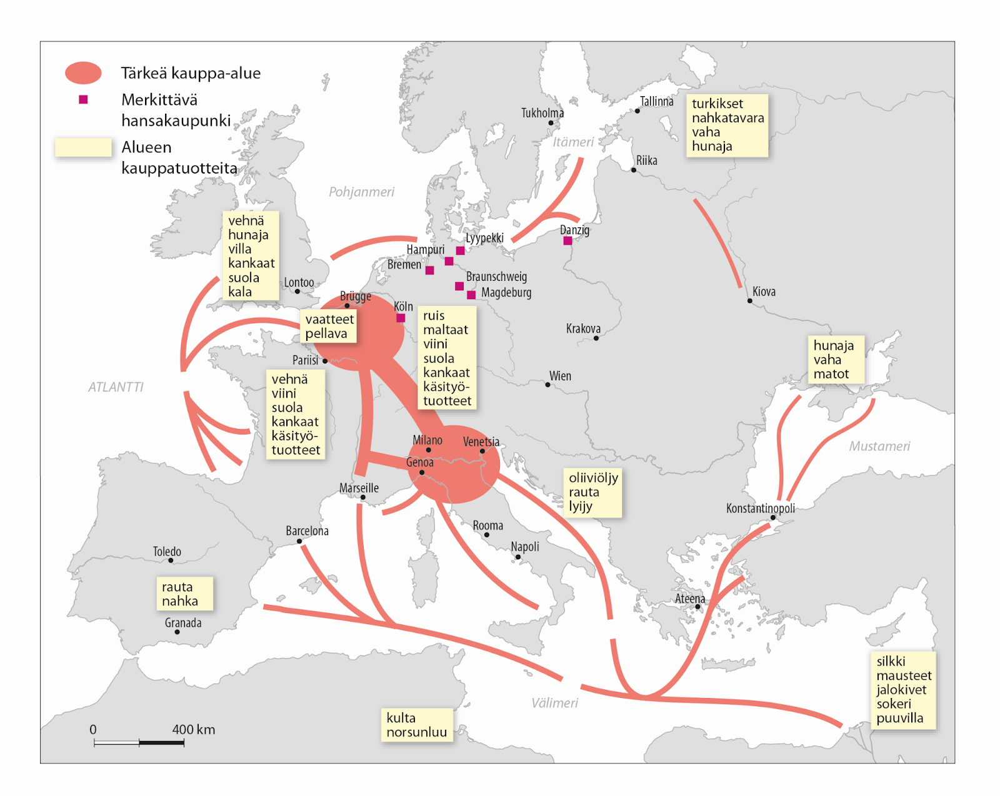 Tärkeä kauppa-alue
Merkittävä
hansakaupunki
Alueen
kauppatuotteita
Tukholma
Tallinna
turkikset
nahkatavara
vaha
hunaja
Itämeri
Riika
Pohjanmeri
vehnä
hunaja
villa
kankaat
suola
kala
Lontoo
Lyypekki
Hampuri
Bremen
Danzig
Braunschweig
Magdeburg
Kiova
Brügge
Köln
vaatteet
pellava
ruis
maltaat
viini
suola
kankaat
käsityö-
tuotteet
Krakova
hunaja
vaha
matot
Pariisi
Wien
ATLANTTI
vehnä
viini
suola
kankaat
käsityö-
tuotteet
Milano
Venetsia
Genoa
Mustameri
Marseille
oliiviöljy
rauta
lyijy
Konstantinopoli
Barcelona
Rooma
Napoli
Toledo
rauta
nahka
Granada
Ateena
silkki
mausteet
jalokivet
sokeri
puuvilla
Välimeri
kulta
norsunluu
0
400 km